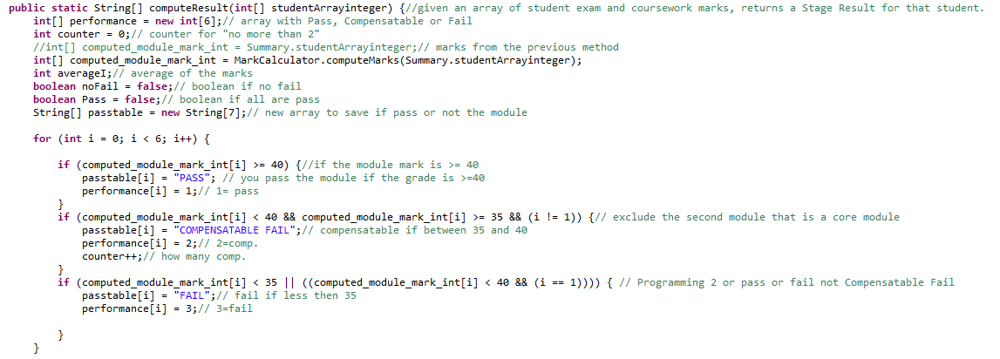 public static String[] computeResult(int[] studentArrayinteger) {//given an array of student exam and coursework marks, returns a Stage Result for that student.
    int[] performance = new int[6];// array with Pass, Compensatable or Fail
    int counter = 0;// counter for "no more than 2"
    //int[] computed_module_mark_int = Summary.studentArrayinteger;// marks from the previous method
    int[] computed_module_mark_int = MarkCalculator.computeMarks(Summary.studentArrayinteger);
    int averageI;// average of the marks
    boolean noFail = false;// boolean if no fail
    boolean Pass = false;// boolean if all are pass
    String[] passtable = new String[7];// new array to save if pass or not the module

    for (int i = 0; i < 6; i++) {

        if (computed_module_mark_int[i] >= 40) {//if the module mark is >= 40
            passtable[i] = "PASS"; // you pass the module if the grade is >=40
            performance[i] = 1;// 1= pass
        }
        if (computed_module_mark_int[i] < 40 && computed_module_mark_int[i] >= 35 && (i != 1)) {// exclude the second module that is a core module
            passtable[i] = "COMPENSATABLE FAIL";// compensatable if between 35 and 40
            performance[i] = 2;// 2=comp.
            counter++;// how many comp.
        }
        if (computed_module_mark_int[i] < 35 || ((computed_module_mark_int[i] < 40 && (i == 1)))) { // Programming 2 or pass or fail not Compensatable Fail
            passtable[i] = "FAIL";// fail if less then 35
            performance[i] = 3;// 3=fail

        }
    }